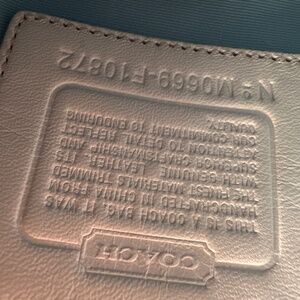 COACH
THIS IS A COACH BAG. IT WAS
HANDCRAFTED IN CHINA FROM
THE FINEST MATERIALS TRIMMED
WITH GENUINE LEATHER. ITS
SUPERIOR CRAFTSMANSHIP AND
ATTENTION TO DETAIL REFLECT
OUR COMMITMENT TO ENDURING
QUALITY.
Nº M0669-F10872